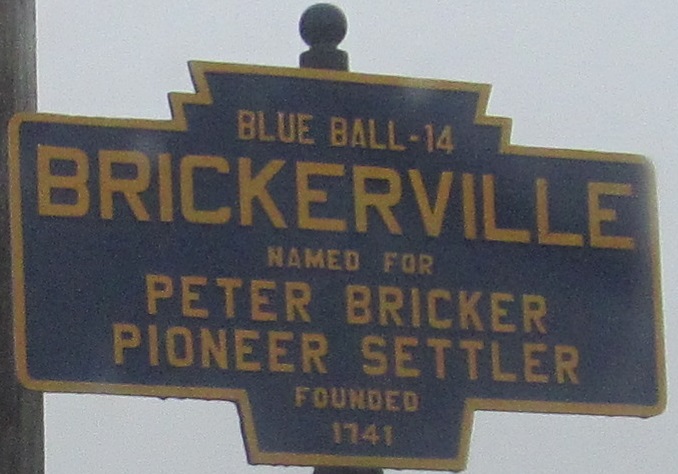 BLUE BALL-14
BRICKERVILLE
NAMED FOR
PETER BRICKER
PIONEER SETTLER
FOUNDED
1741